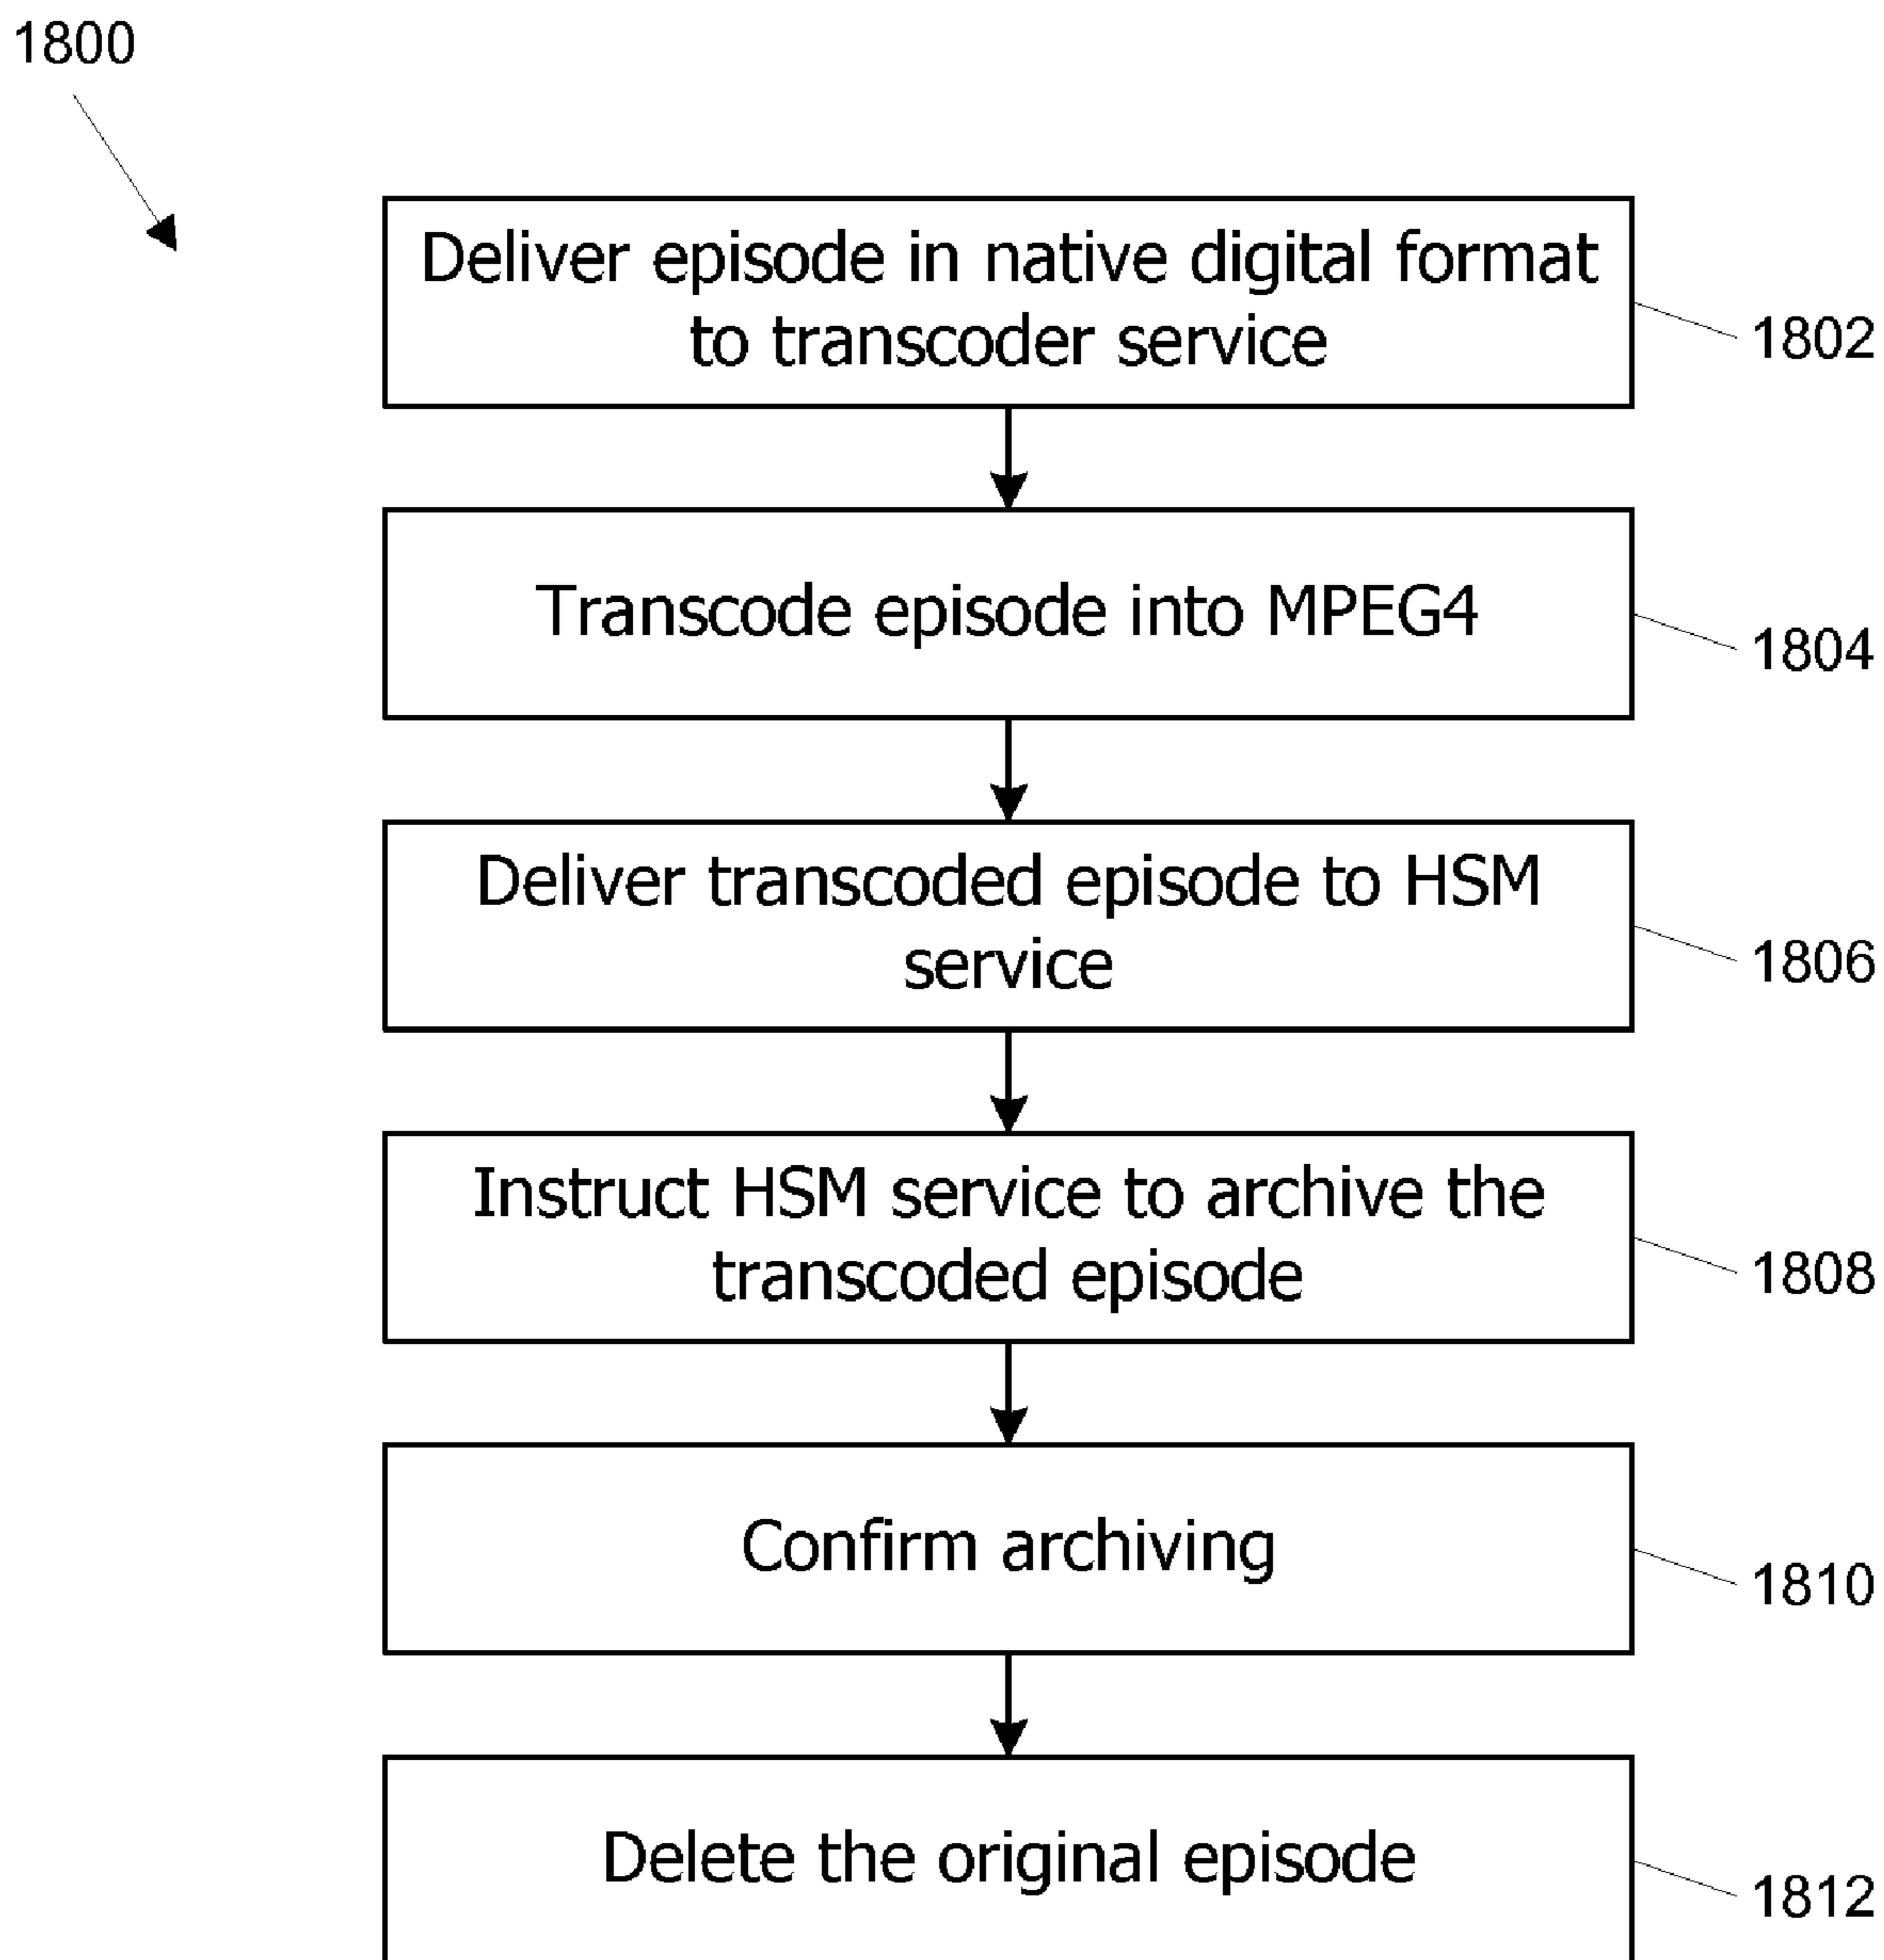 1800
Deliver episode in native digital format
to transcoder service
1802
Transcode episode into MPEG4
1804
Deliver transcoded episode to HSM
service
1806
Instruct HSM service to archive the
transcoded episode
1808
Confirm archiving
1810
Delete the original episode
1812